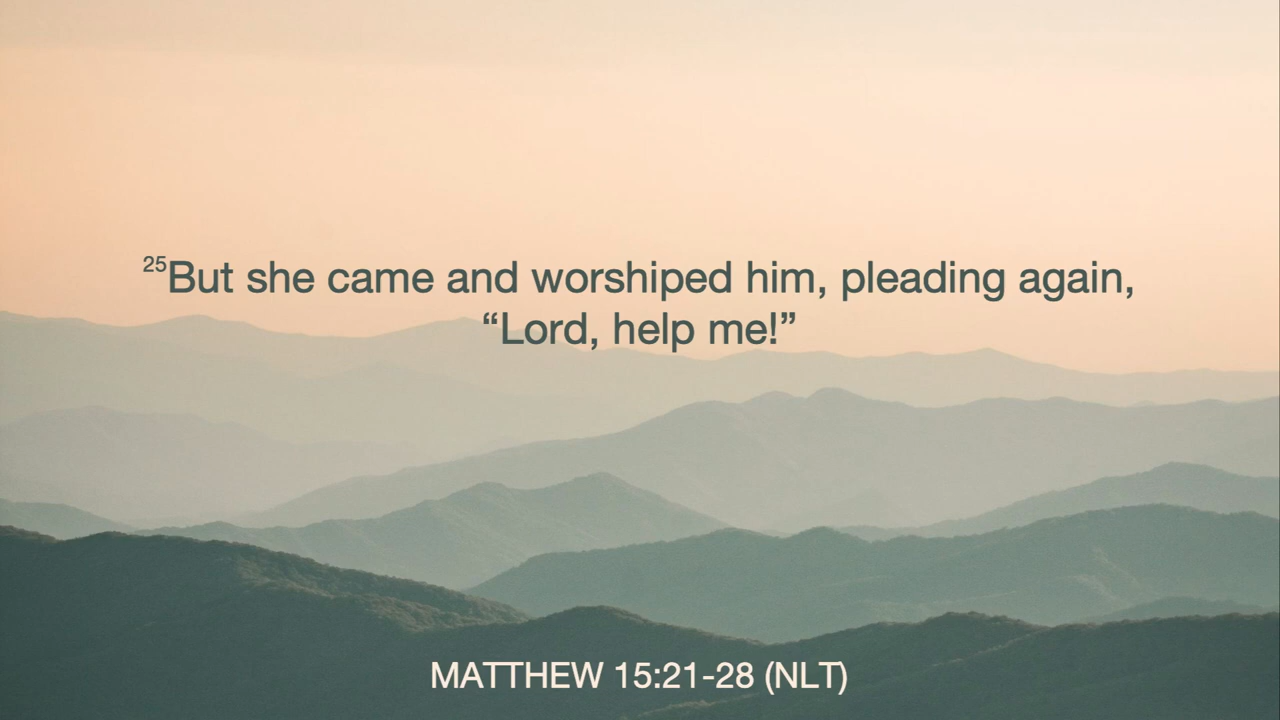 25But she came and worshiped him, pleading again,
“Lord, help me!”
MATTHEW 15:21-28 (NLT)